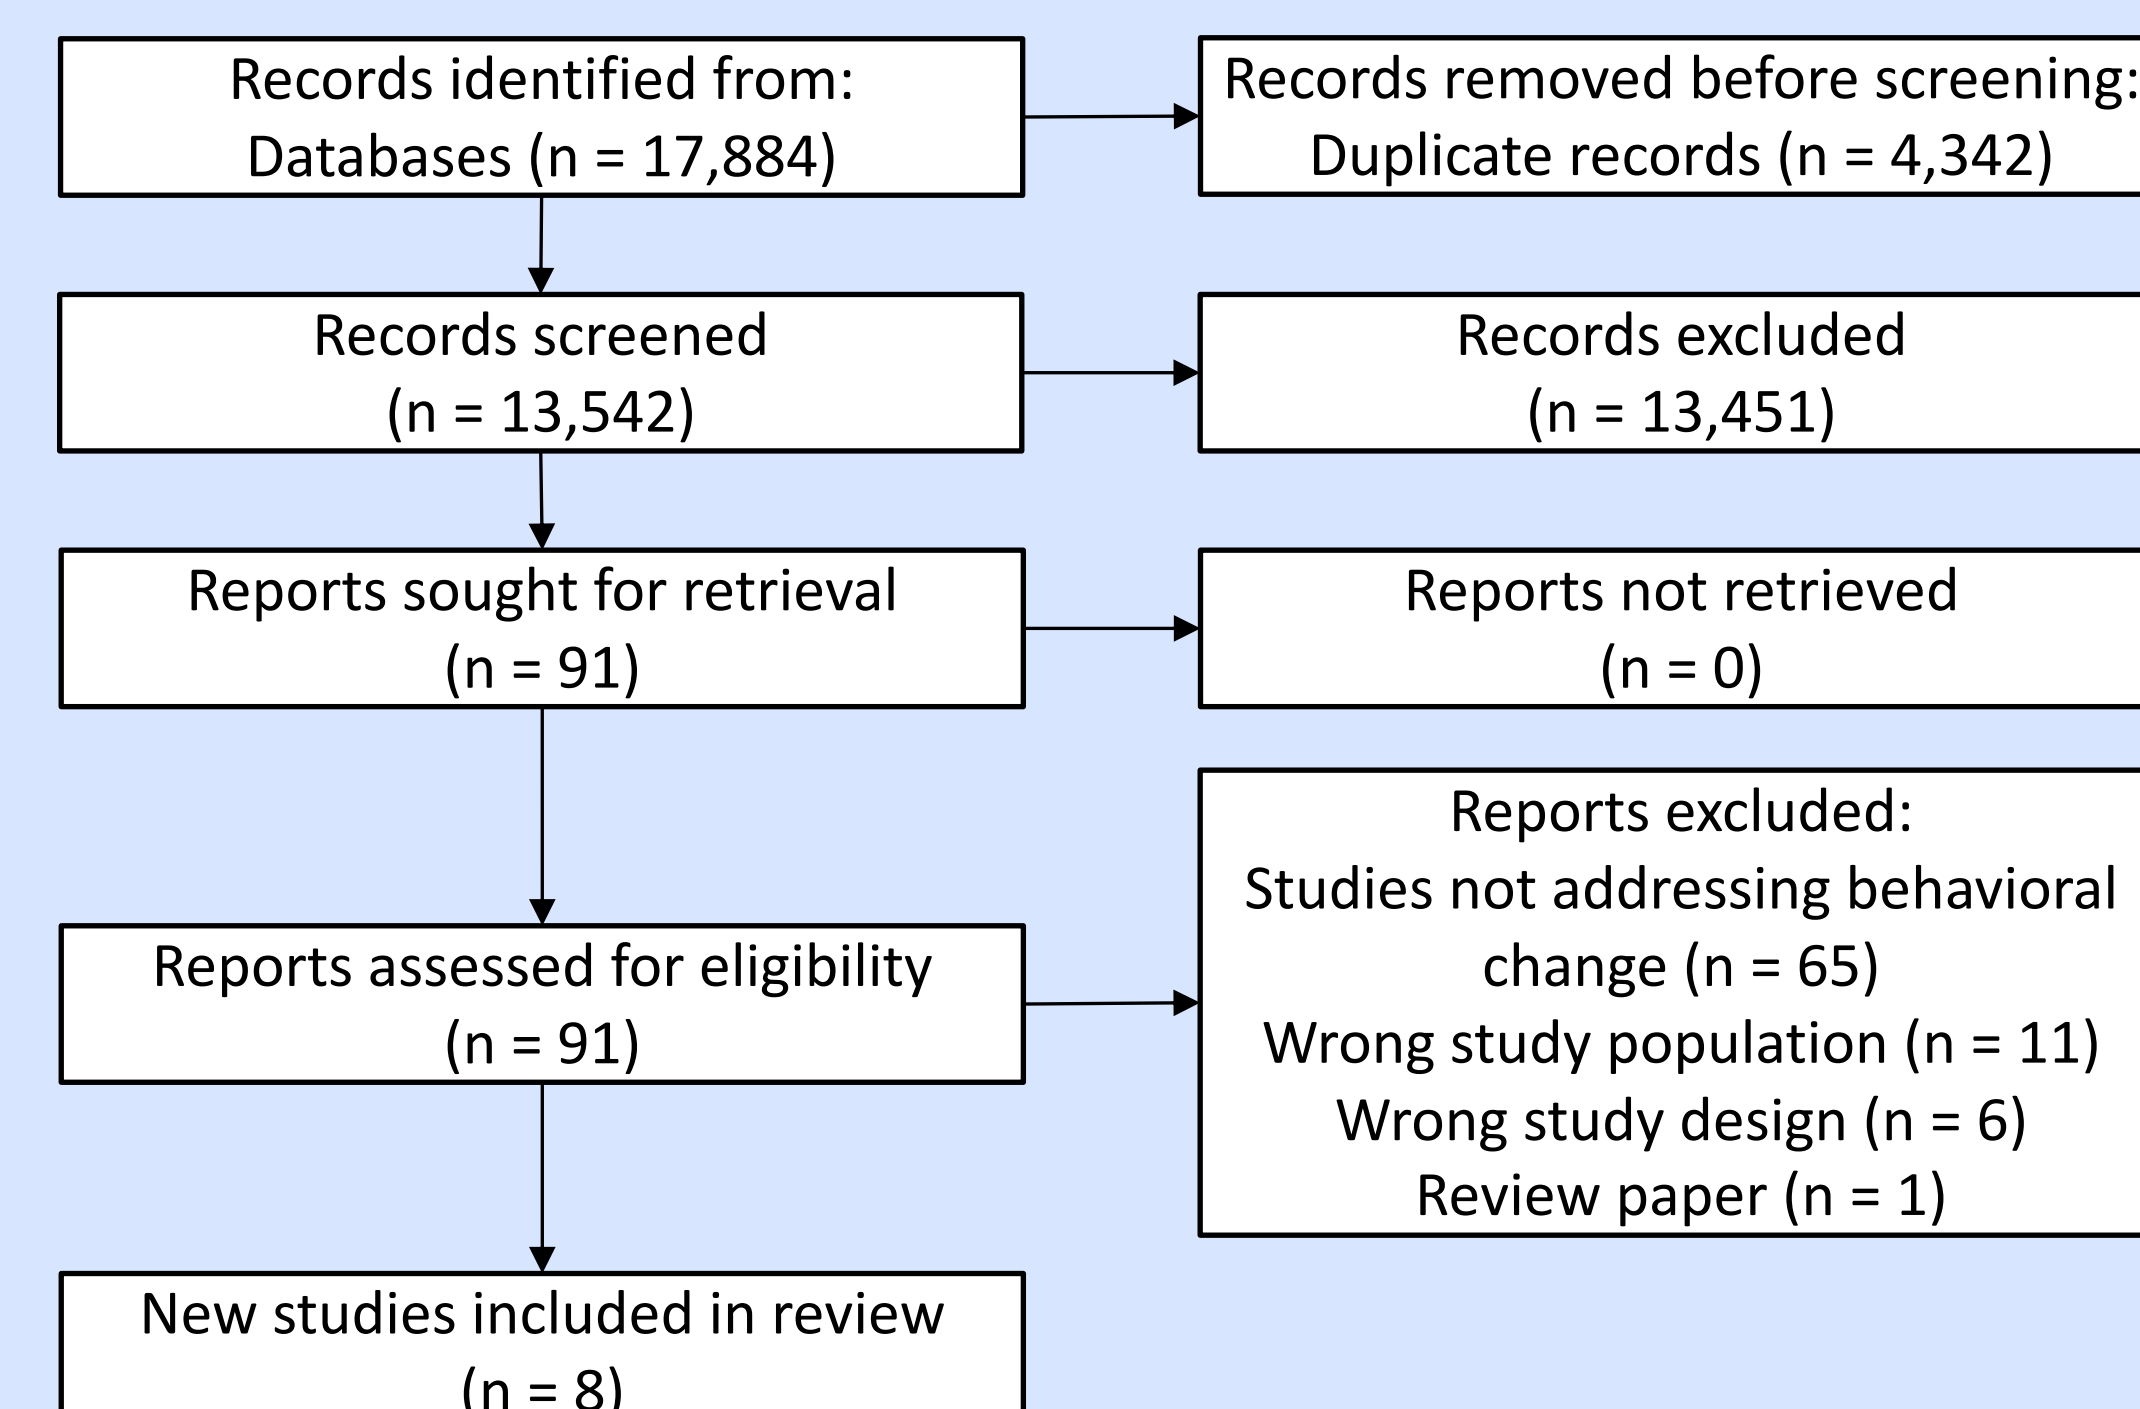 Records identified from:
Databases (n = 17,884)
Records removed before screening:
Duplicate records (n = 4,342)
Records screened
(n = 13,542)
Records excluded
(n = 13,451)
Reports sought for retrieval
(n = 91)
Reports not retrieved
(n = 0)
Reports assessed for eligibility
(n = 91)
Reports excluded:
Studies not addressing behavioral
change (n = 65)
Wrong study population (n = 11)
Wrong study design (n = 6)
Review paper (n = 1)
New studies included in review
(n = 8)